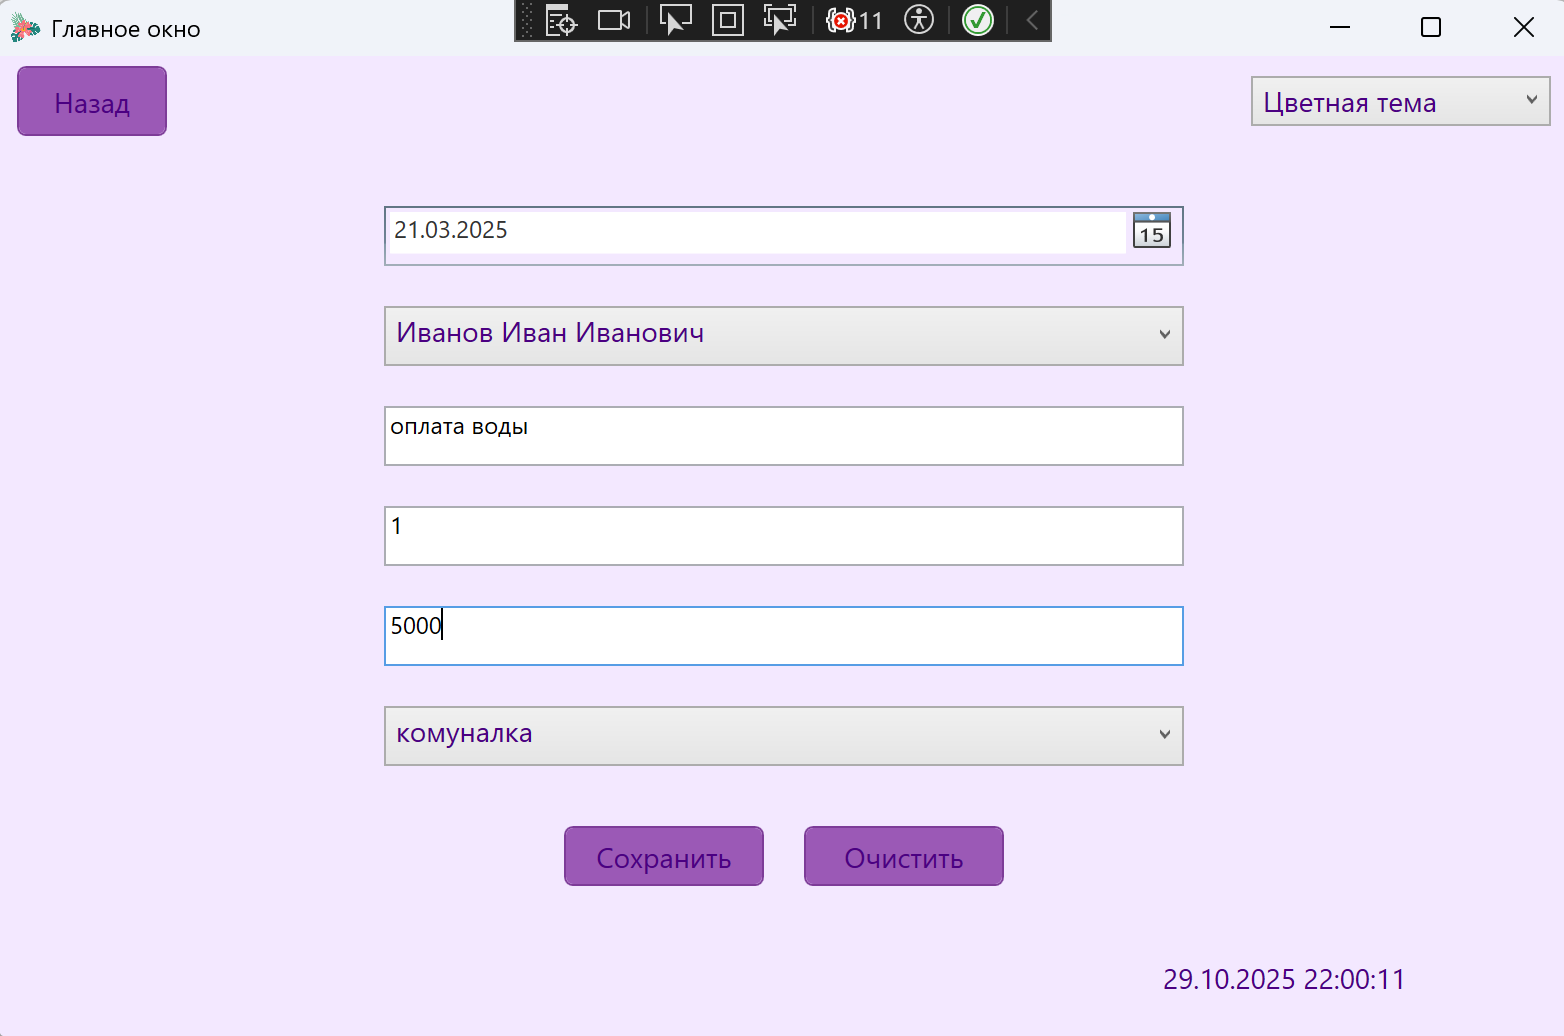 Главное окно
11
Назад
Цветная тема
21.03.2025
15
Иванов Иван Иванович
оплата воды
1
5000
комуналка
Сохранить
Очистить
29.10.2025 22:00:11